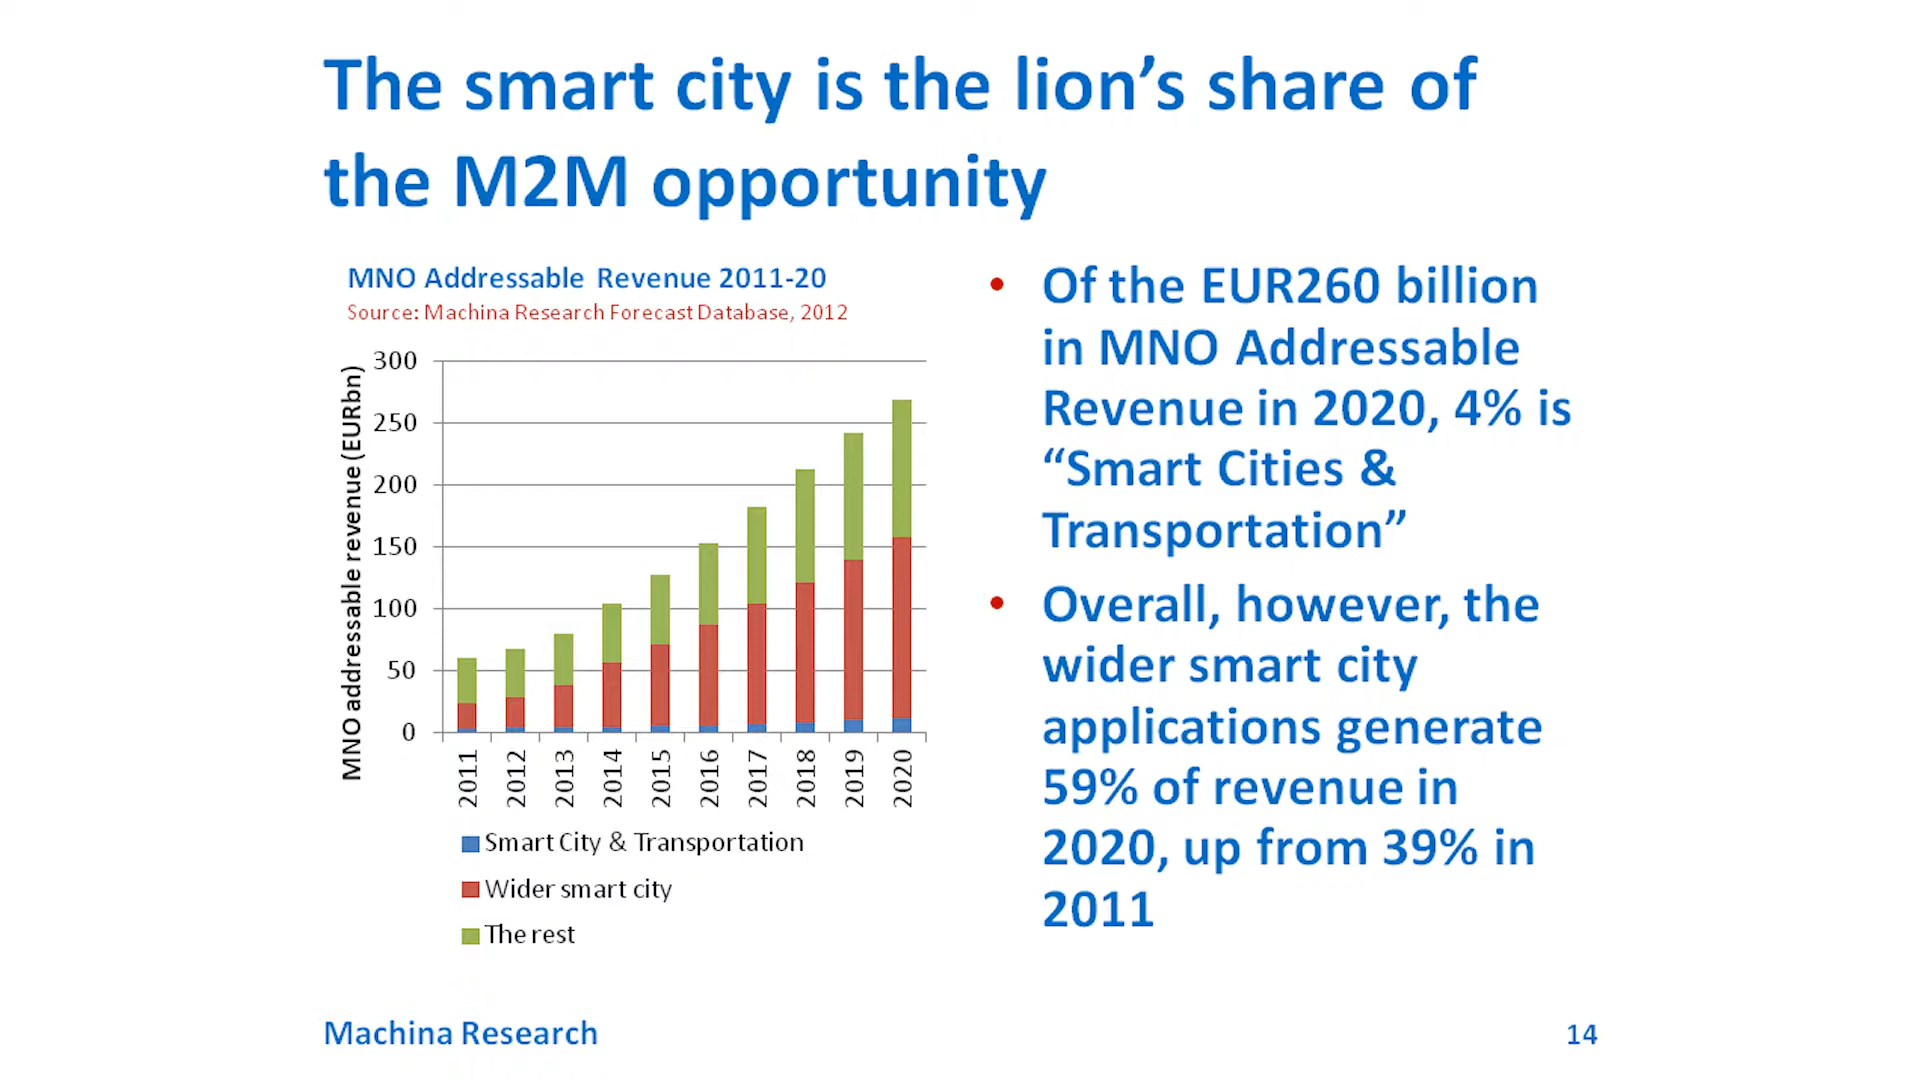 The smart city is the lion’s share of
the M2M opportunity
MNO Addressable Revenue 2011-20
Source: Machina Research Forecast Database, 2012
MNO addressable revenue (EURbn)
300
250
200
150
100
50
0
2011
2012
2013
2014
2015
2016
2017
2018
2019
2020
Smart City & Transportation
Wider smart city
The rest
• Of the EUR260 billion
in MNO Addressable
Revenue in 2020, 4% is
“Smart Cities &
Transportation”
• Overall, however, the
wider smart city
applications generate
59% of revenue in
2020, up from 39% in
2011
Machina Research
14